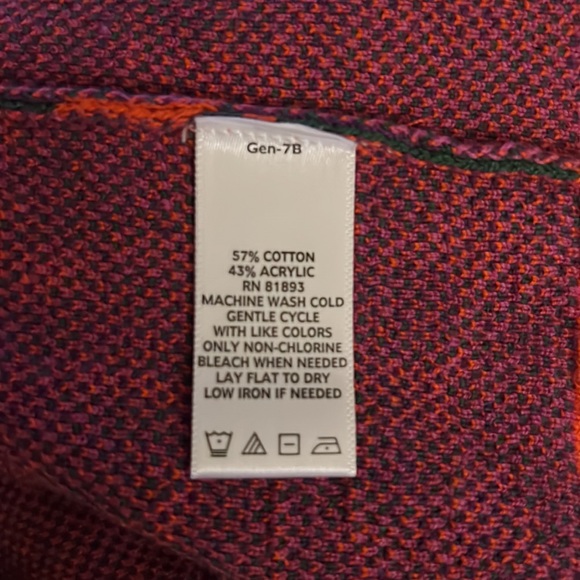 Gen-7B
57% COTTON
43% ACRYLIC
RN 81893
MACHINE WASH COLD
GENTLE CYCLE
WITH LIKE COLORS
ONLY NON-CHLORINE
BLEACH WHEN NEEDED
LAY FLAT TO DRY
LOW IRON IF NEEDED